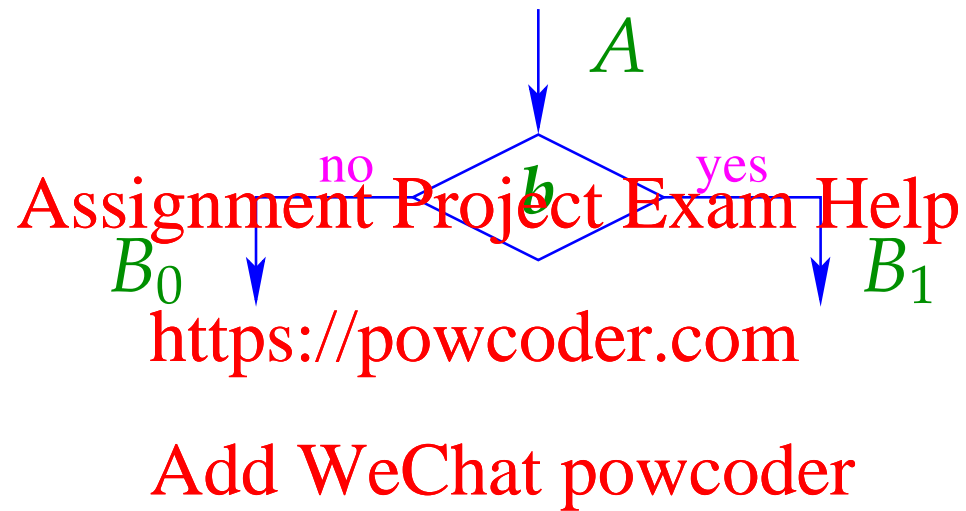 A
no yes
b
Assignment Project Exam Help
B₀ B₁
https://powcoder.com
Add WeChat powcoder